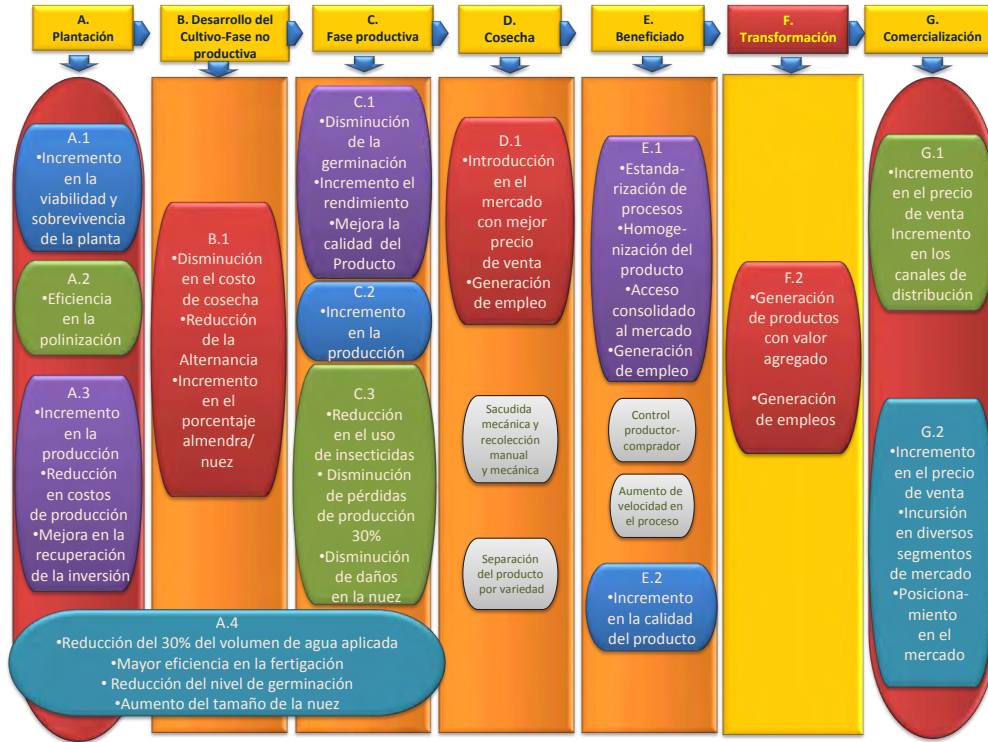 A.
Plantación
B. Desarrollo del
Cultivo-Fase no
productiva
C.
Fase productiva
D.
Cosecha
E.
Beneficiado
F.
Transformación
G.
Comercialización
A.1
•Incremento
en la
viabilidad y
sobrevivencia
de la planta
A.2
•Eficiencia
en la
polinización
A.3
•Incremento
en la
producción
•Reducción
en costos
de producción
•Mejora en la
recuperación
de la inversión
A.4
•Reducción del 30% del volumen de agua aplicada
•Mayor eficiencia en la fertigación
• Reducción del nivel de germinación
•Aumento del tamaño de la nuez
B.1
•Disminución
en el costo
de cosecha
•Reducción
de la
Alternancia
•Incremento
en el
porcentaje
almendra/
nuez
C.1
•Disminución
de la
germinación
•Incremento el
rendimiento
•Mejora la
calidad del
Producto
C.2
•Incremento
en la
producción
C.3
•Reducción
en el uso
de insecticidas
• Disminución
de pérdidas
de producción
30%
•Disminución
de daños
en la nuez
D.1
•Introducción
en el
mercado
con mejor
precio
de venta
•Generación
de empleo
Sacudida
mecánica y
recolección
manual
y mecánica
Separación
del producto
por variedad
E.1
•Estanda-
rización de
procesos
•Homoge-
nización del
producto
•Acceso
consolidado
al mercado
•Generación
de empleo
Control
productor-
comprador
Aumento de
velocidad en
el proceso
E.2
•Incremento
en la calidad
del producto
F.2
•Generación
de productos
con valor
agregado
•Generación
de empleos
G.1
•Incremento
en el precio
de venta
Incremento
en los
canales de
distribución
G.2
•Incremento
en el precio
de venta
•Incursión
en diversos
segmentos
de mercado
•Posiciona-
miento
en el
mercado